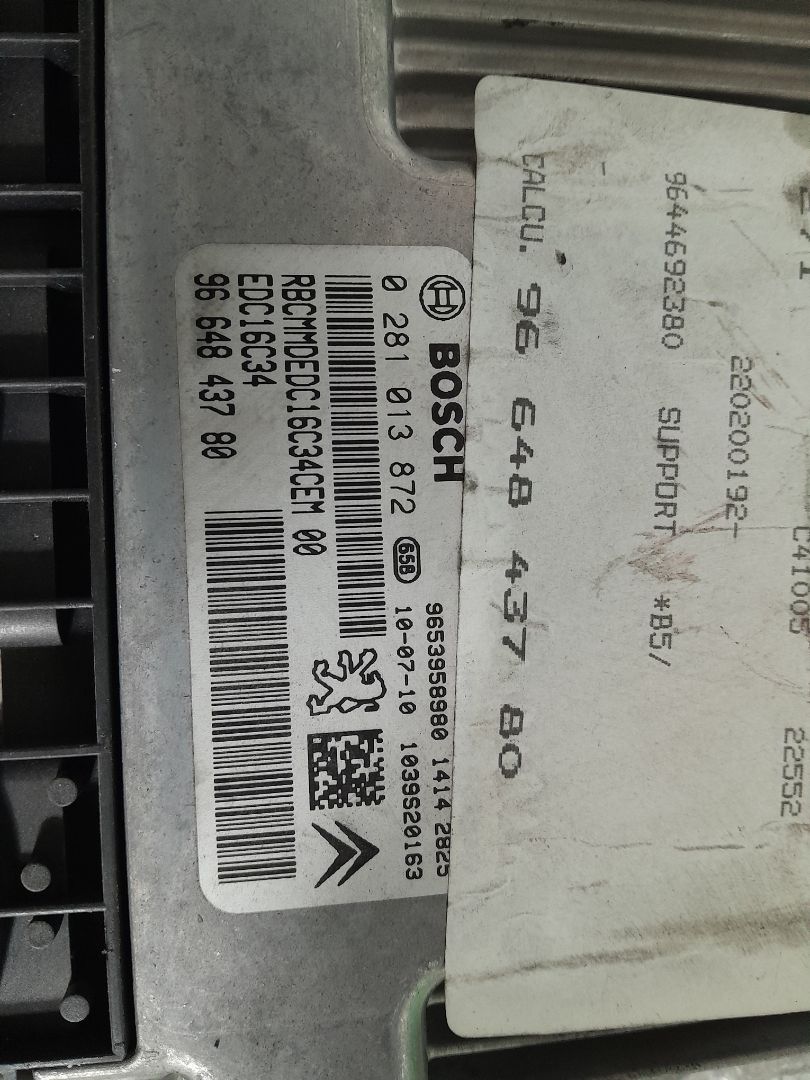 BOSCH
9653958980 1414 2825
0 281 013 872 65B 10-07-10 1039S20163
RBCMMDEDC16C34CEM 00
EDC16C34
96 648 437 80
C41005 22552
220200192-
9644692380 SUPPORT *B5/
CALCU. 96 648 437 80